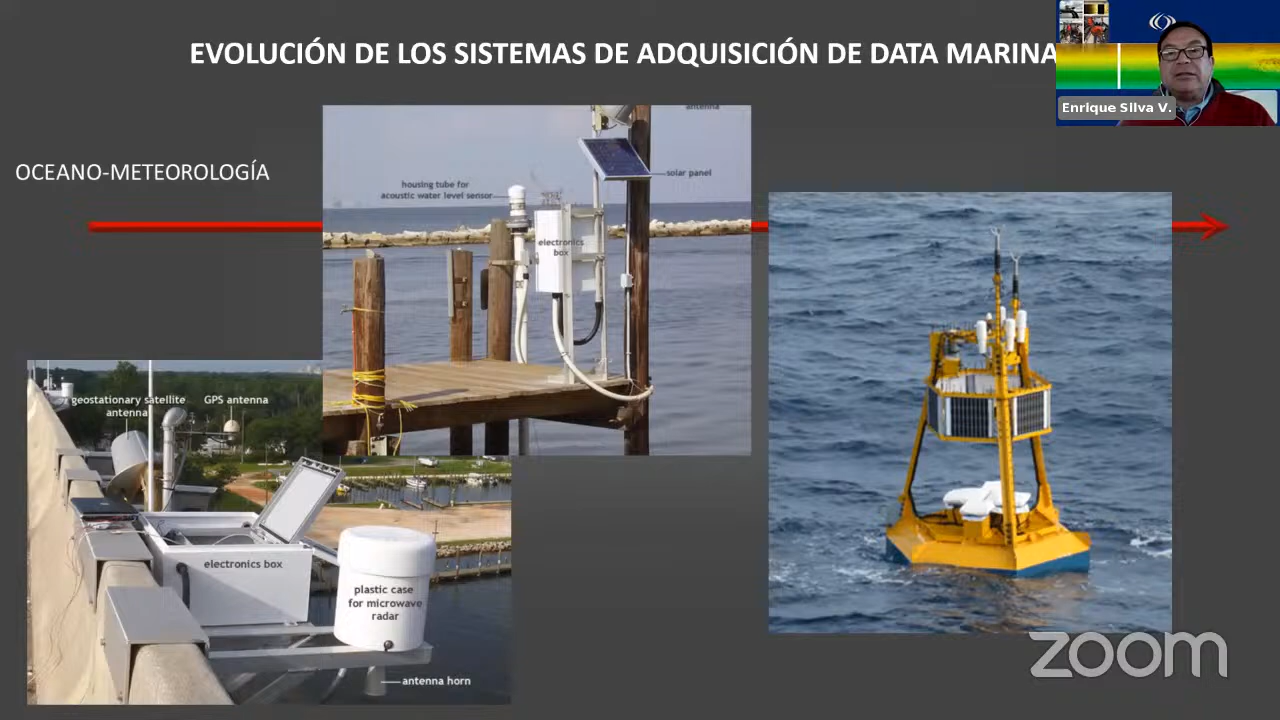 EVOLUCIÓN DE LOS SISTEMAS DE ADQUISICIÓN DE DATA MARINA
Enrique Silva V.
OCEANO-METEOROLOGÍA
antenna
solar panel
housing tube for
acoustic water level sensor
electronics
box
geostationary satellite
antenna
GPS antenna
electronics box
plastic case
for microwave
radar
antenna horn
zoom